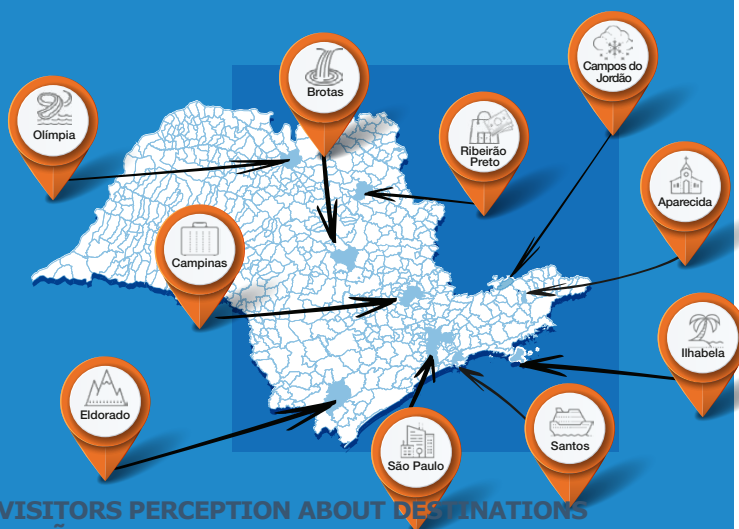 Campos do
Jordão
Brotas
Olímpia
Ribeirão
Preto
Aparecida
Campinas
Ilhabela
Eldorado
Santos
São Paulo
VISITORS PERCEPTION ABOUT DESTINATIONS